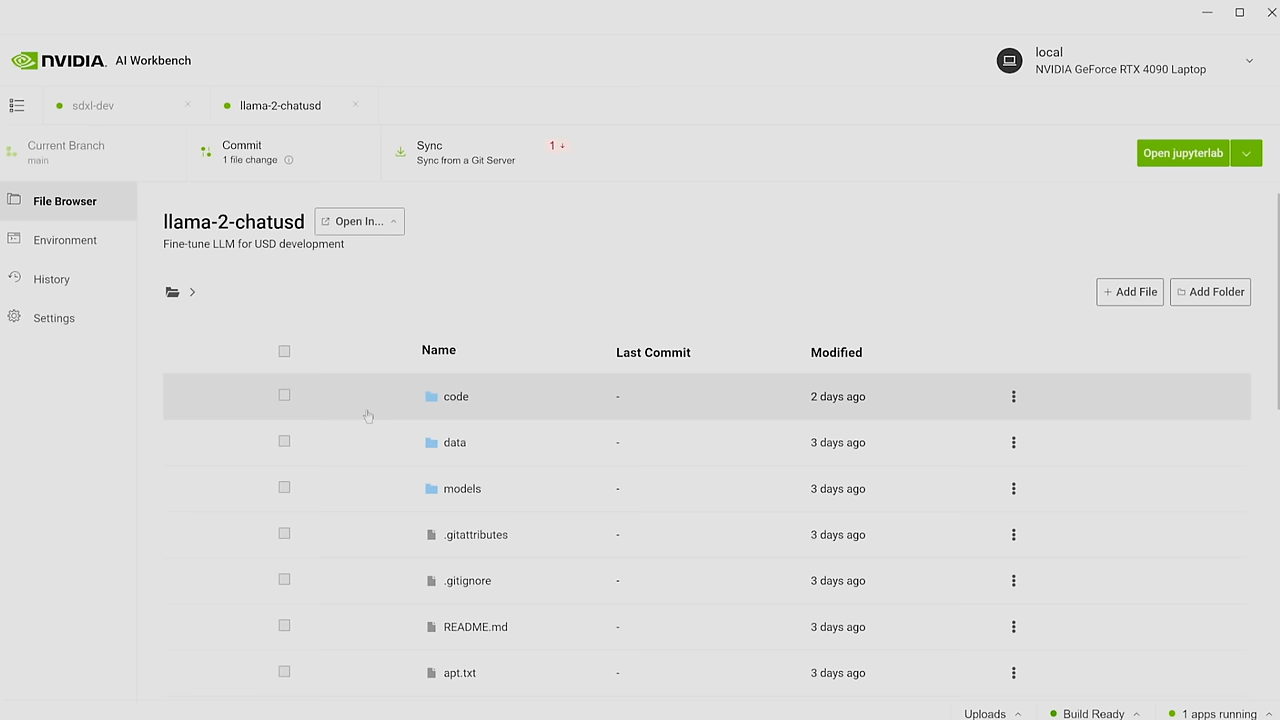 NVIDIA. AI Workbench
local
NVIDIA GeForce RTX 4090 Laptop
sdxl-dev
llama-2-chatusd
Current Branch
main
Commit
1 file change
Sync
Sync from a Git Server
1
Open jupyterlab
File Browser
Environment
History
Settings
llama-2-chatusd
Open In...
Fine-tune LLM for USD development
+ Add File
Add Folder
Name Last Commit Modified
code - 2 days ago
data - 3 days ago
models - 3 days ago
.gitattributes - 3 days ago
.gitignore - 3 days ago
README.md - 3 days ago
apt.txt - 3 days ago
Uploads
Build Ready
1 apps running